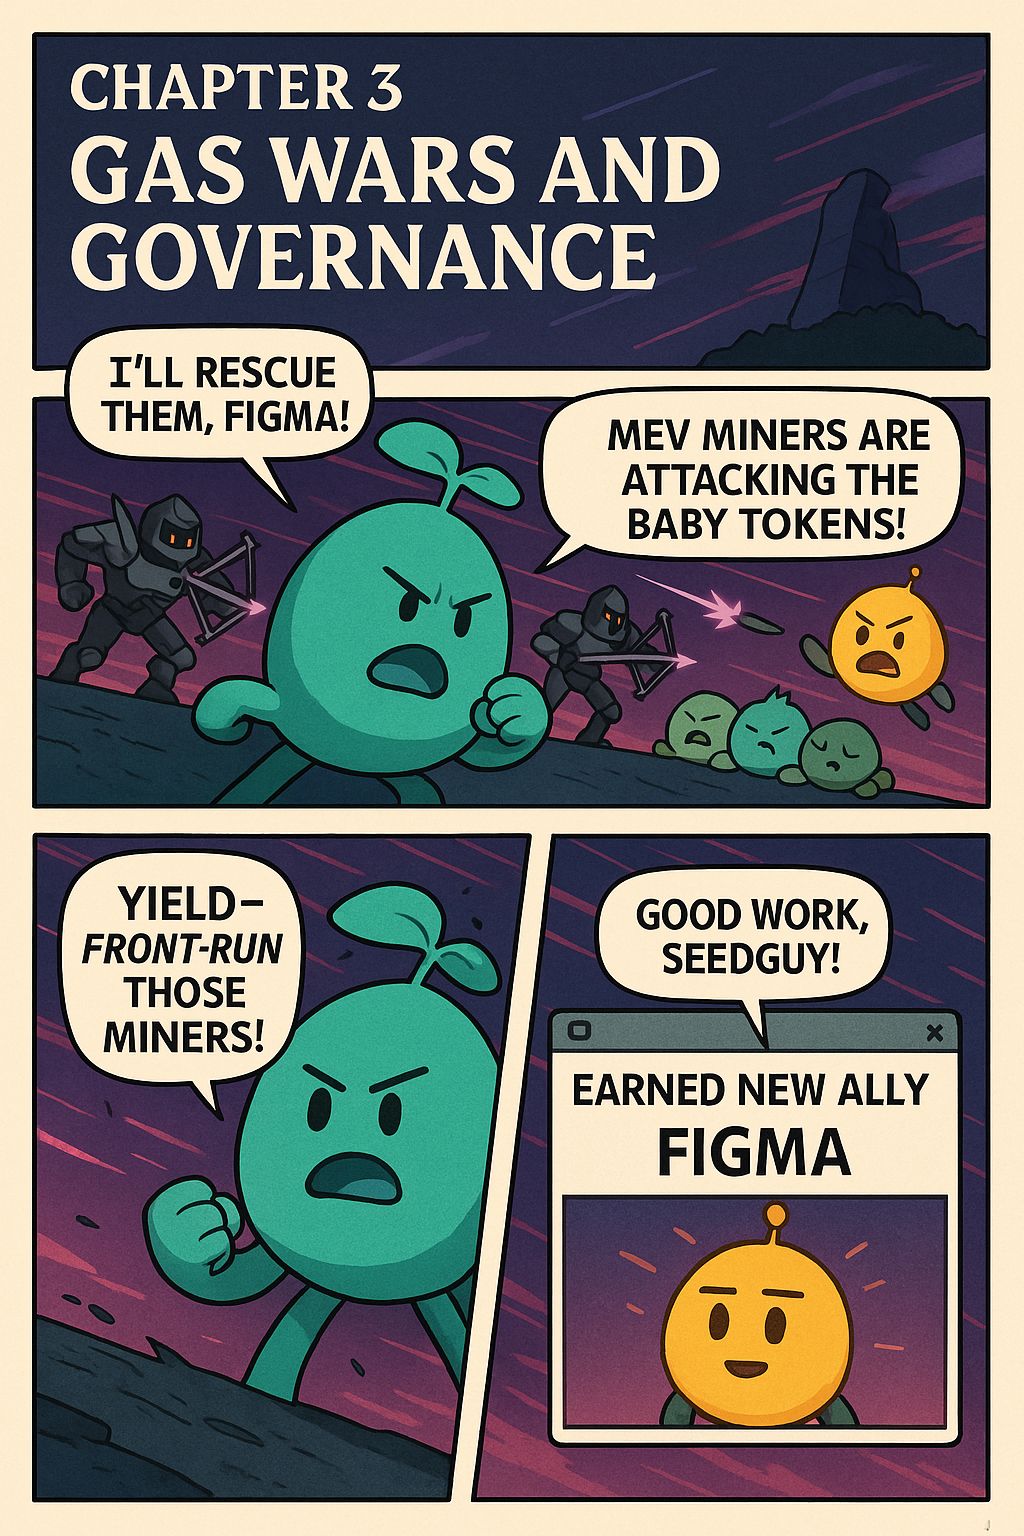 CHAPTER 3
GAS WARS AND
GOVERNANCE
I'LL RESCUE
THEM, FIGMA!
MEV MINERS ARE
ATTACKING THE
BABY TOKENS!
YIELD–
FRONT-RUN
THOSE
MINERS!
GOOD WORK,
SEEDGUY!
EARNED NEW ALLY
FIGMA